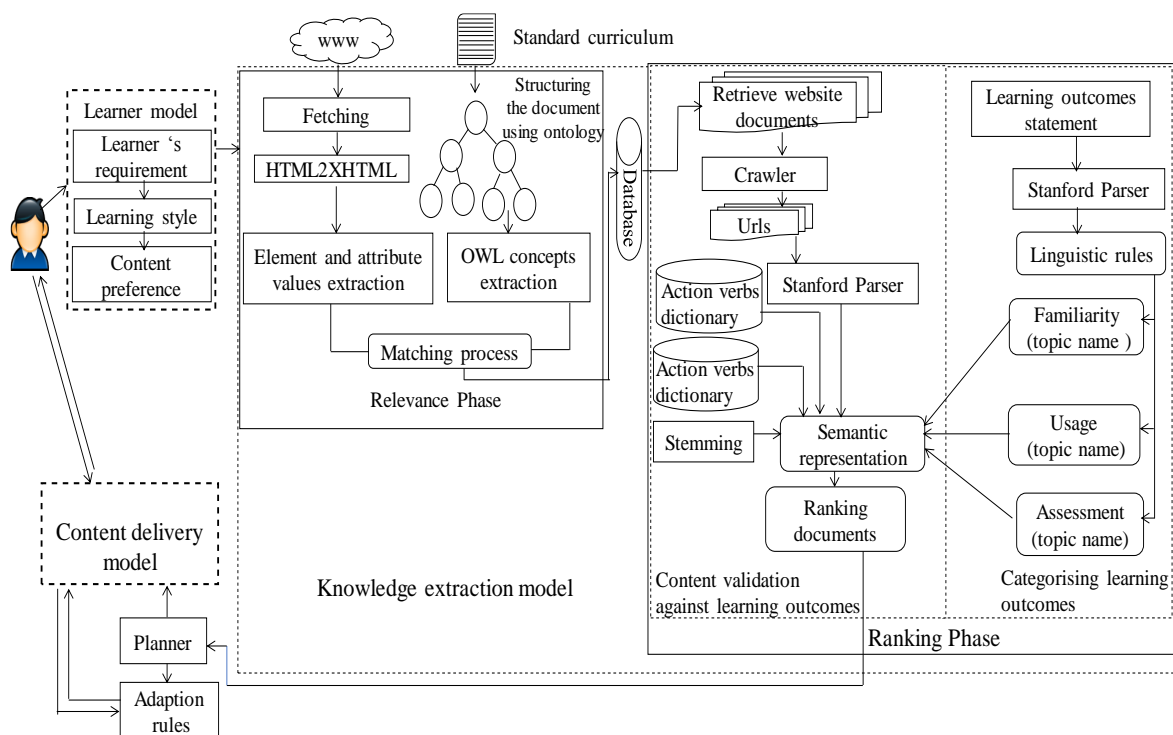 www
Standard curriculum
Learner model
Learner ‘s
requirement
Learning style
Content
preference
Fetching
HTML2XHTML
Element and attribute
values extraction
Structuring
the document
using ontology
OWL concepts
extraction
Matching process
Relevance Phase
Database
Retrieve website
documents
Crawler
Urls
Stanford Parser
Action verbs
dictionary
Action verbs
dictionary
Stemming
Semantic
representation
Ranking
documents
Content validation
against learning outcomes
Learning outcomes
statement
Stanford Parser
Linguistic rules
Familiarity
(topic name )
Usage
(topic name)
Assessment
(topic name)
Categorising learning
outcomes
Ranking Phase
Knowledge extraction model
Content delivery
model
Planner
Adaption
rules